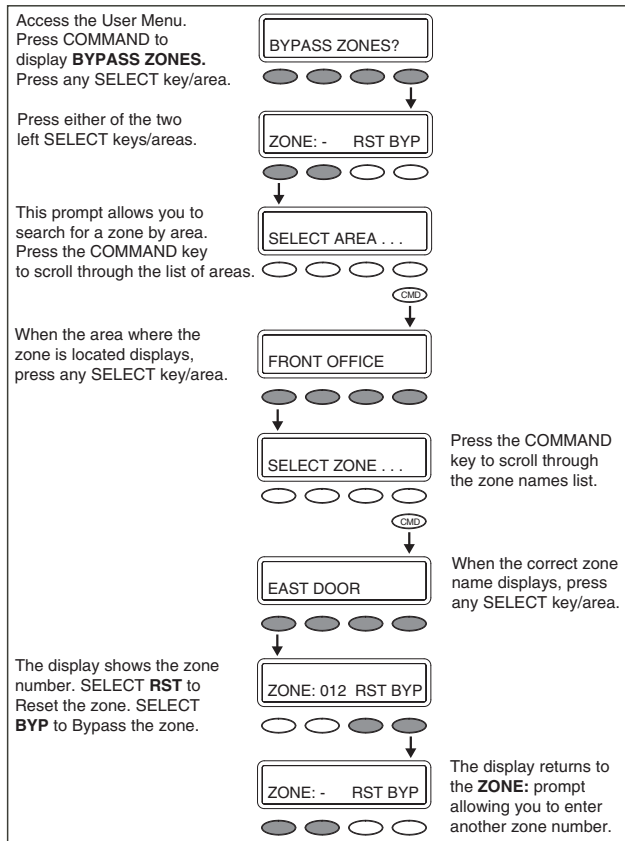 Access the User Menu.
Press COMMAND to
display BYPASS ZONES.
Press any SELECT key/area.
BYPASS ZONES?
Press either of the two
left SELECT keys/areas.
ZONE: - RST BYP
This prompt allows you to
search for a zone by area.
Press the COMMAND key
to scroll through the list of areas.
SELECT AREA . . .
CMD
When the area where the
zone is located displays,
press any SELECT key/area.
FRONT OFFICE
SELECT ZONE . . .
Press the COMMAND
key to scroll through
the zone names list.
CMD
EAST DOOR
When the correct zone
name displays, press
any SELECT key/area.
The display shows the zone
number. SELECT RST to
Reset the zone. SELECT
BYP to Bypass the zone.
ZONE: 012 RST BYP
ZONE: - RST BYP
The display returns to
the ZONE: prompt
allowing you to enter
another zone number.